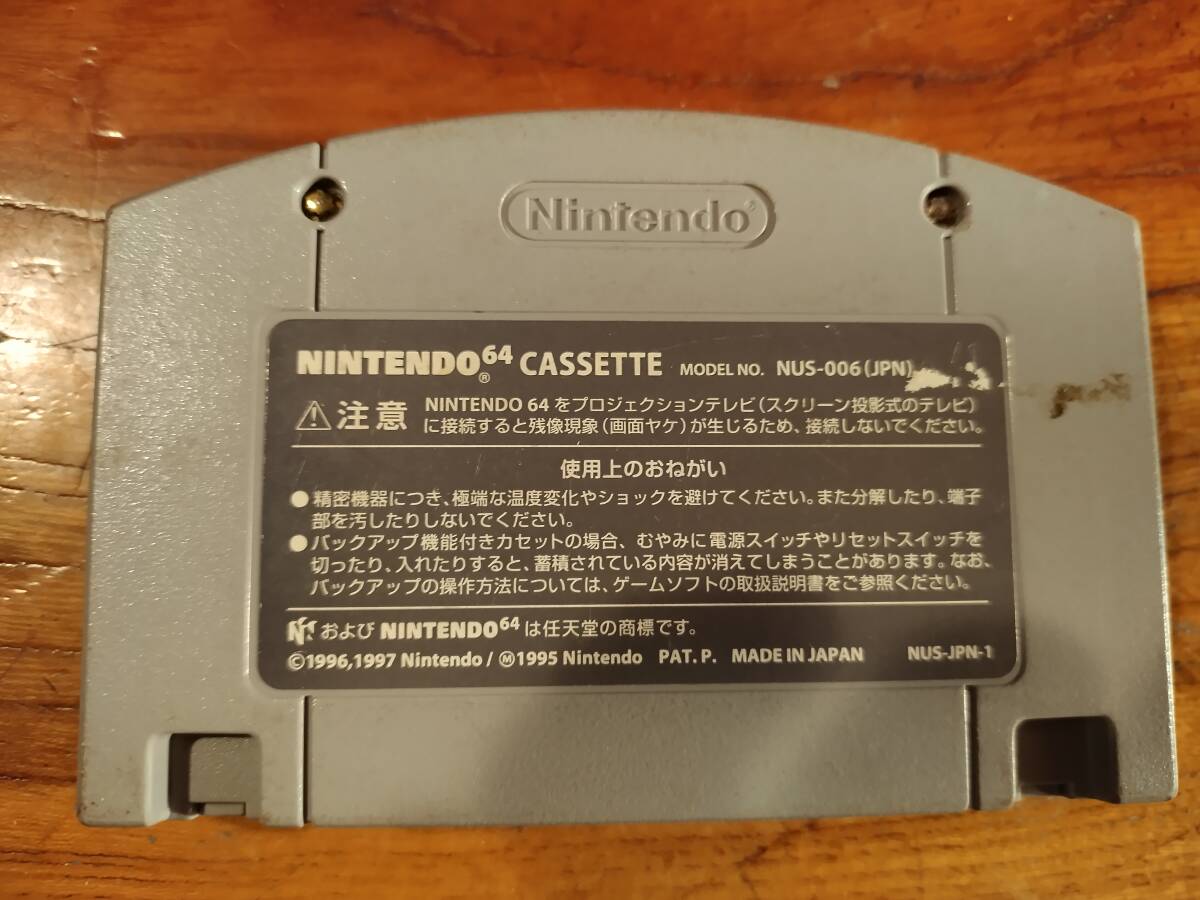 Nintendo®
NINTENDO64® CASSETTE MODEL NO. NUS-006(JPN)
⚠注意 NINTENDO 64 をプロジェクションテレビ(スクリーン投影式のテレビ)
に接続すると残像現象(画面ヤケ)が生じるため、接続しないでください。
使用上のおねがい
●精密機器につき、極端な温度変化やショックを避けてください。また分解したり、端子
部を汚したりしないでください。
●バックアップ機能付きカセットの場合、むやみに電源スイッチやリセットスイッチを
切ったり、入れたりすると、蓄積されている内容が消えてしまうことがあります。なお、
バックアップの操作方法については、ゲームソフトの取扱説明書をご参照ください。
および NINTENDO64 は任天堂の商標です。
©1996,1997 Nintendo / Ⓜ1995 Nintendo PAT. P. MADE IN JAPAN NUS-JPN-1